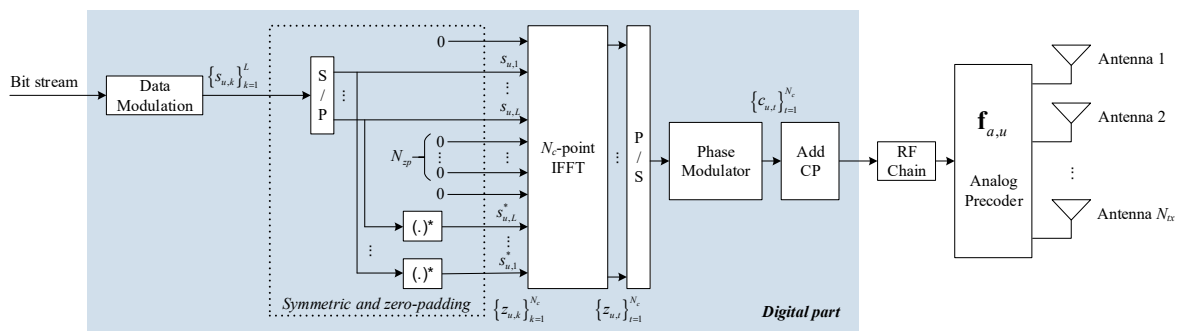 Bit stream
Data
Modulation
{s_{u,k}}_{k=1}^{L}
S
/
P
⋮
0
s_{u,1}
⋮
s_{u,L}
N_{zp}
0
⋮
0
0
(.)*
s_{u,L}^{*}
⋮
(.)*
s_{u,1}^{*}
Symmetric and zero-padding
N_c-point
IFFT
{z_{u,k}}_{k=1}^{N_c}
⋮
{z_{u,t}}_{t=1}^{N_c}
P
/
S
Phase
Modulator
{c_{u,t}}_{t=1}^{N_c}
Add
CP
Digital part
RF
Chain
f_{a,u}
Analog
Precoder
Antenna 1
Antenna 2
⋮
Antenna N_{tx}